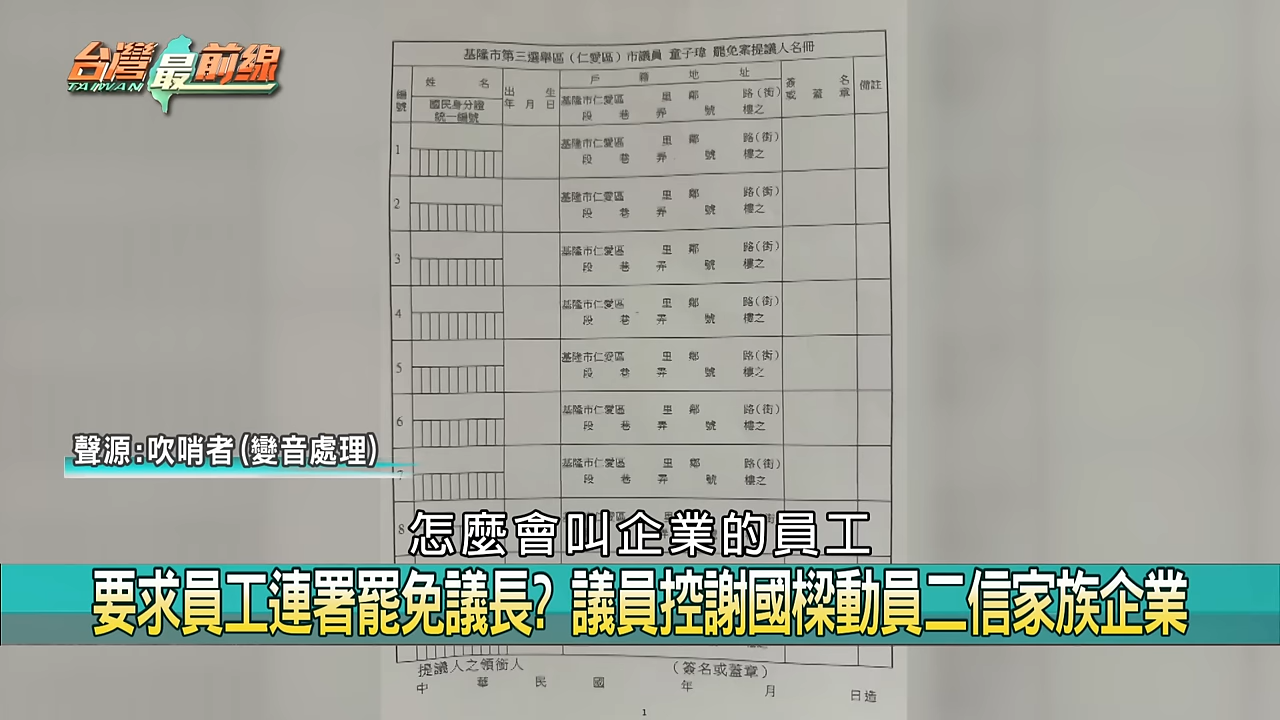 台灣最前線
TAIWAN
基隆市第三選舉區(仁愛區)市議員 童子瑋 罷免案提議人名冊
編號
姓 名
國民身分證
統一編號
出 生
年 月 日
戶 籍 地 址
基隆市仁愛區 里 鄰 路(街)
段 巷 弄 號 樓之
簽 名
或 蓋 章
備註
1
基隆市仁愛區 里 鄰 路(街)
段 巷 弄 號 樓之
2
基隆市仁愛區 里 鄰 路(街)
段 巷 弄 號 樓之
3
基隆市仁愛區 里 鄰 路(街)
段 巷 弄 號 樓之
4
基隆市仁愛區 里 鄰 路(街)
段 巷 弄 號 樓之
5
基隆市仁愛區 里 鄰 路(街)
段 巷 弄 號 樓之
6
基隆市仁愛區 里 鄰 路(街)
段 巷 弄 號 樓之
聲源:吹哨者(變音處理)
7
基隆市仁愛區 里 鄰 路(街)
段 巷 弄 號 樓之
8
怎麼會叫企業的員工
要求員工連署罷免議長? 議員控謝國樑動員二信家族企業
提議人之領銜人 (簽名或蓋章)
中 華 民 國 年 月 日造
1